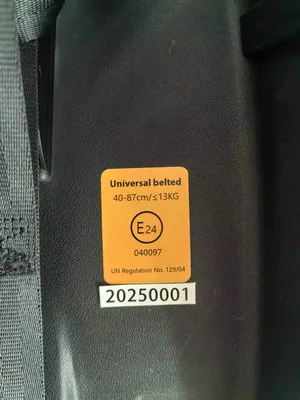 Universal belted
40-87cm/≤13KG
E24
040097
UN Regulation No. 129/04
20250001